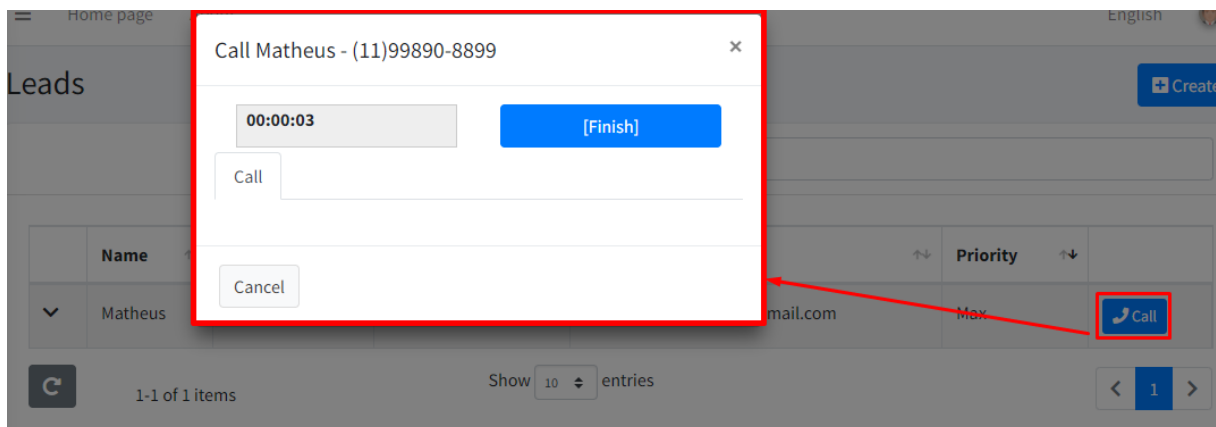 Home page
English
Call Matheus - (11)99890-8899
×
Leads
Create
00:00:03
[Finish]
Call
Name
Priority
Cancel
Matheus
mail.com
Max
Call
1-1 of 1 items
Show 10 entries
1